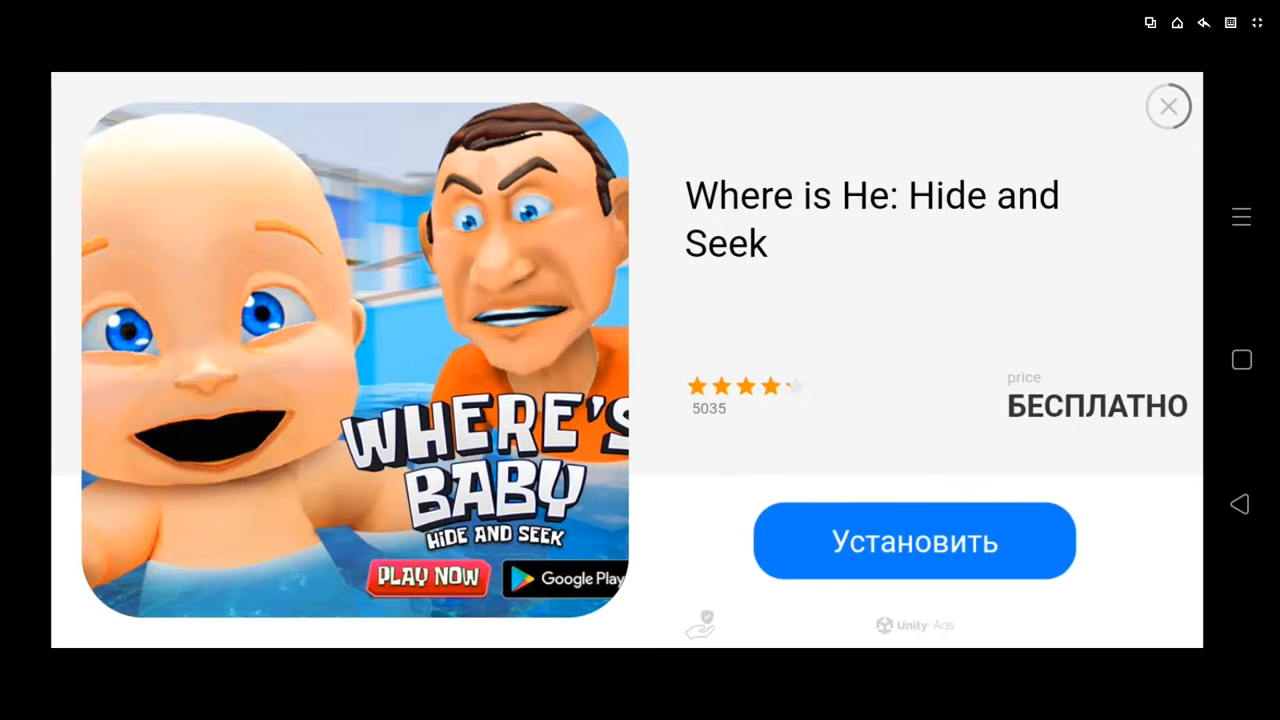 Where is He: Hide and
Seek
5035
price
БЕСПЛАТНО
WHERE'S
BABY
HIDE AND SEEK
PLAY NOW
Google Play
Установить
Unity Ads